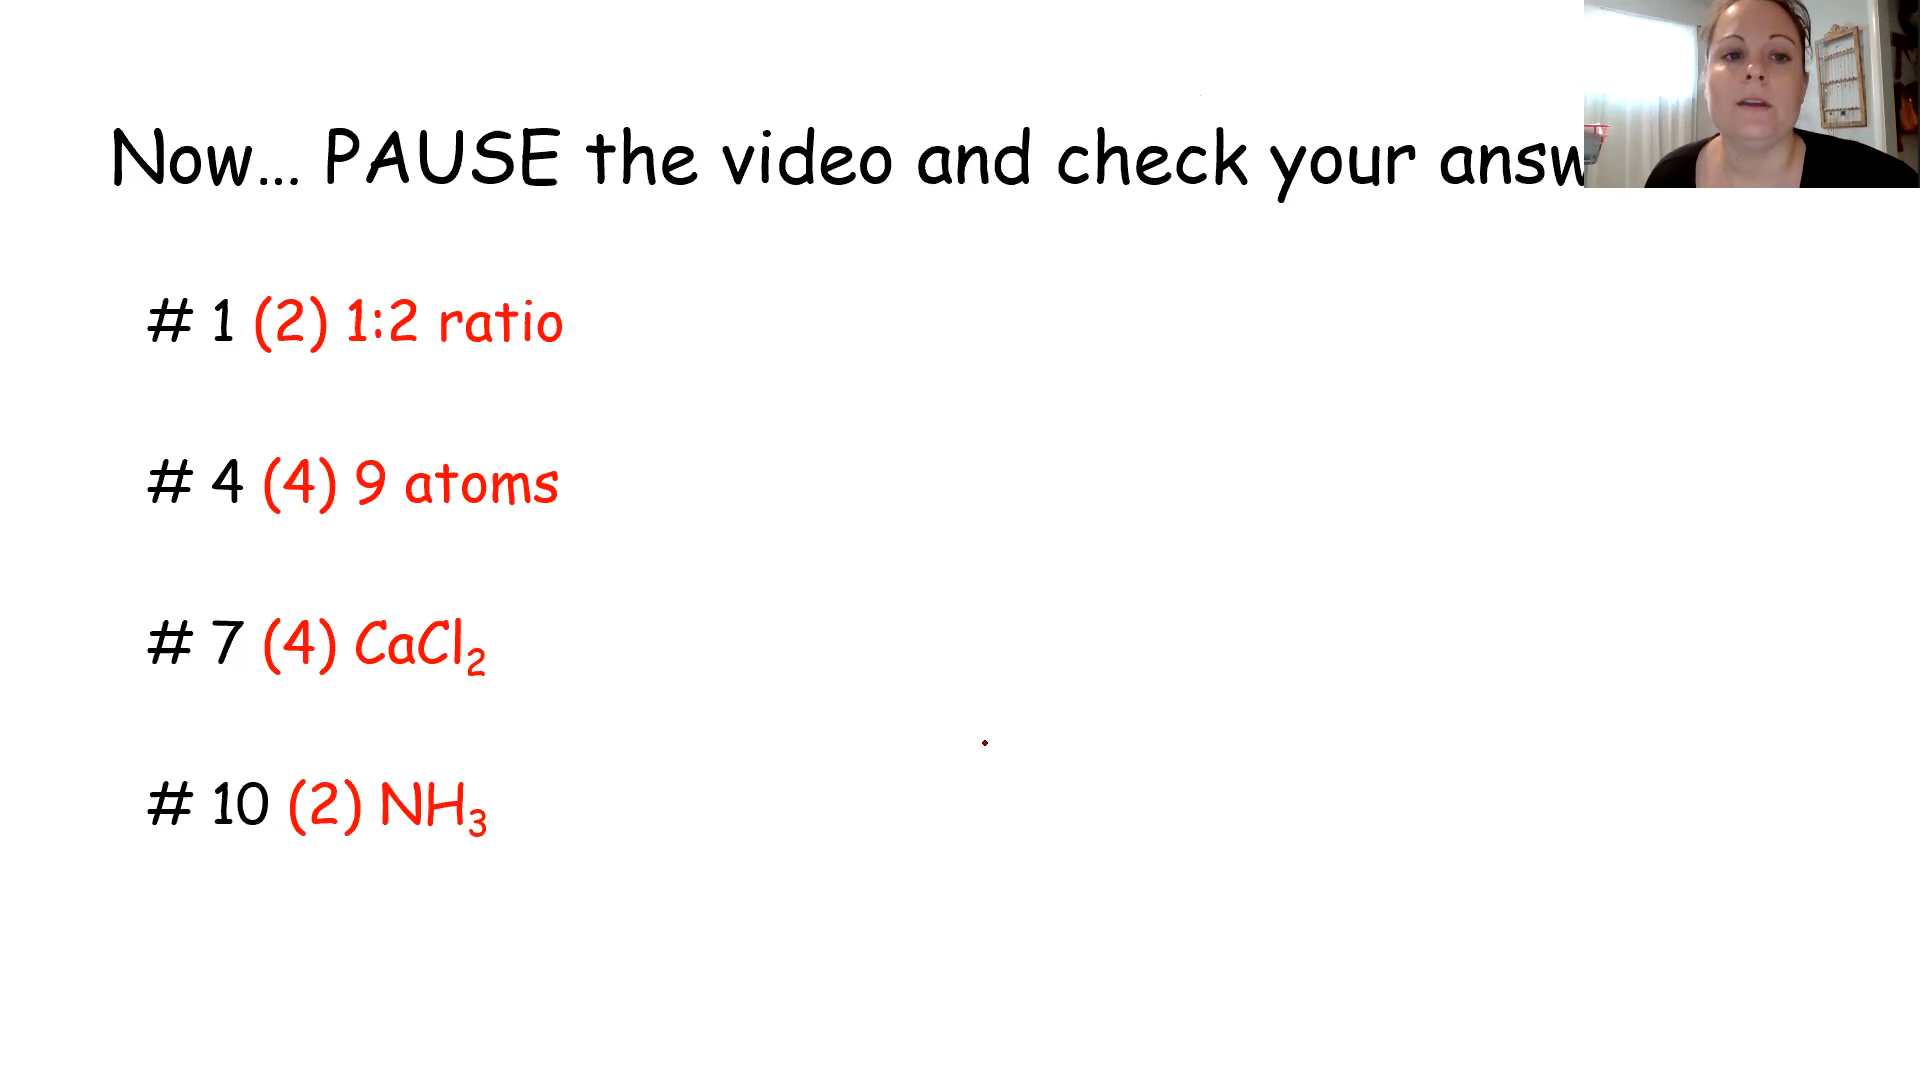 Now... PAUSE the video and check your answ
# 1 (2) 1:2 ratio
# 4 (4) 9 atoms
# 7 (4) CaCl₂
# 10 (2) NH₃